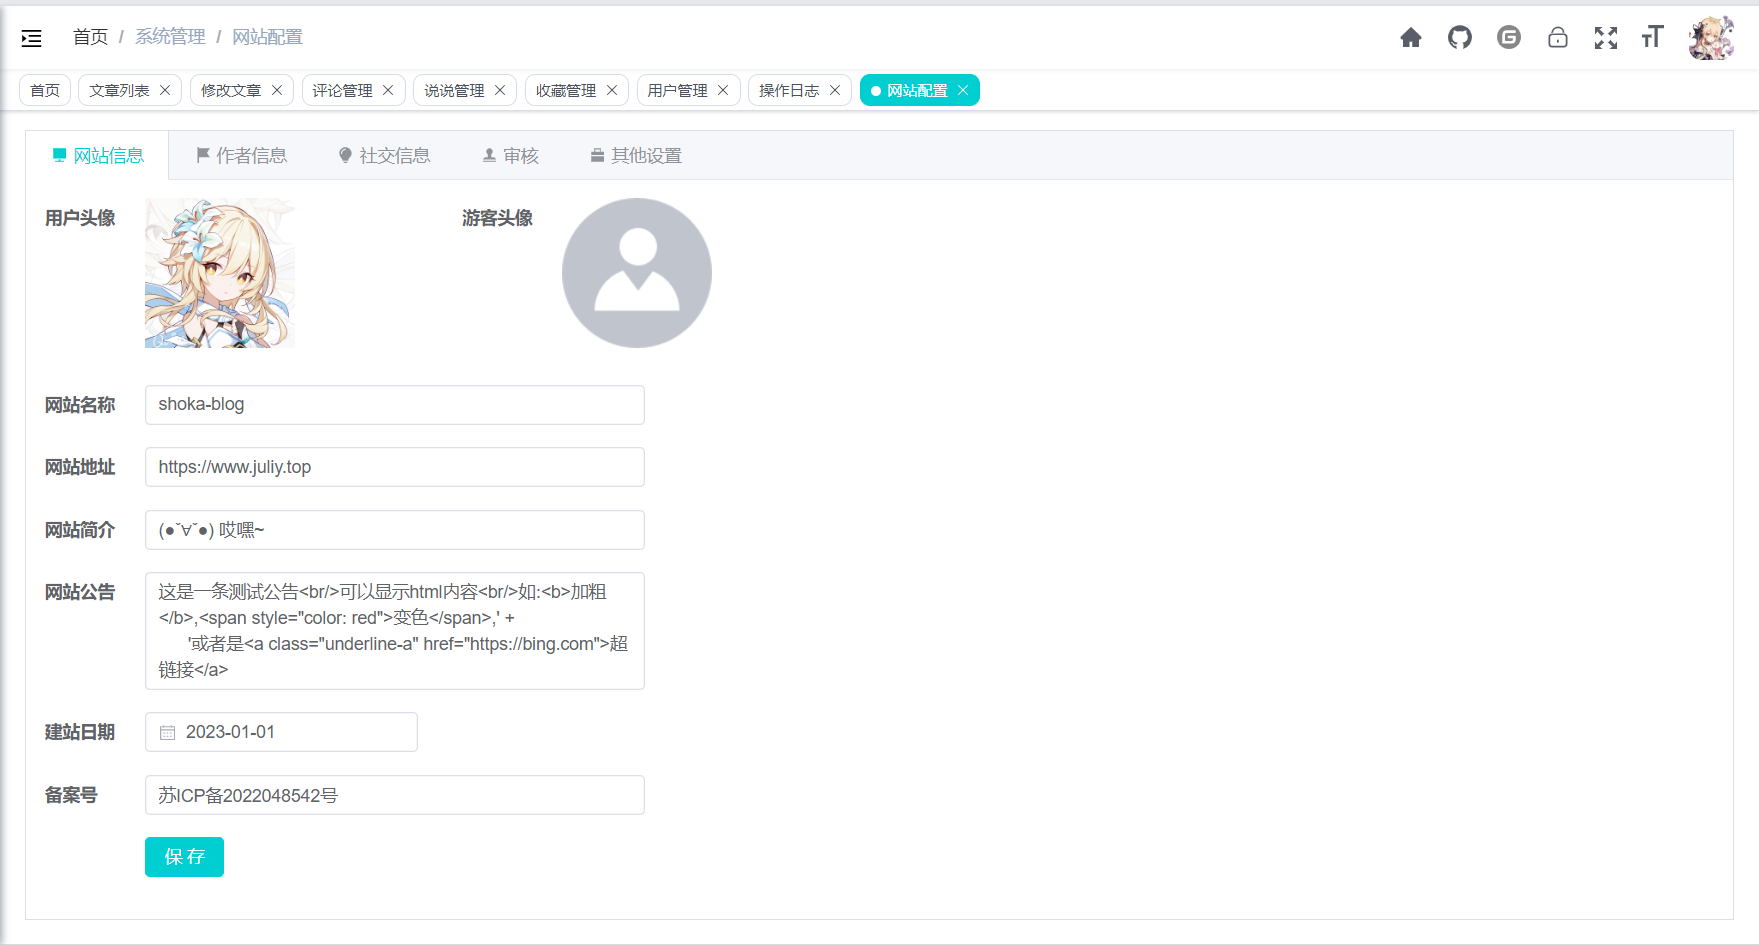 首页 / 系统管理 / 网站配置
首页 文章列表 修改文章 评论管理 说说管理 收藏管理 用户管理 操作日志 网站配置
网站信息 作者信息 社交信息 审核 其他设置
用户头像 游客头像
网站名称 shoka-blog
网站地址 https://www.juliy.top
网站简介 (●ˇ∀ˇ●) 哎嘿~
网站公告 这是一条测试公告<br/>可以显示html内容<br/>如:<b>加粗
</b>,<span style="color: red">变色</span>,' +
'或者是<a class="underline-a" href="https://bing.com">超
链接</a>
建站日期 2023-01-01
备案号 苏ICP备2022048542号
保存